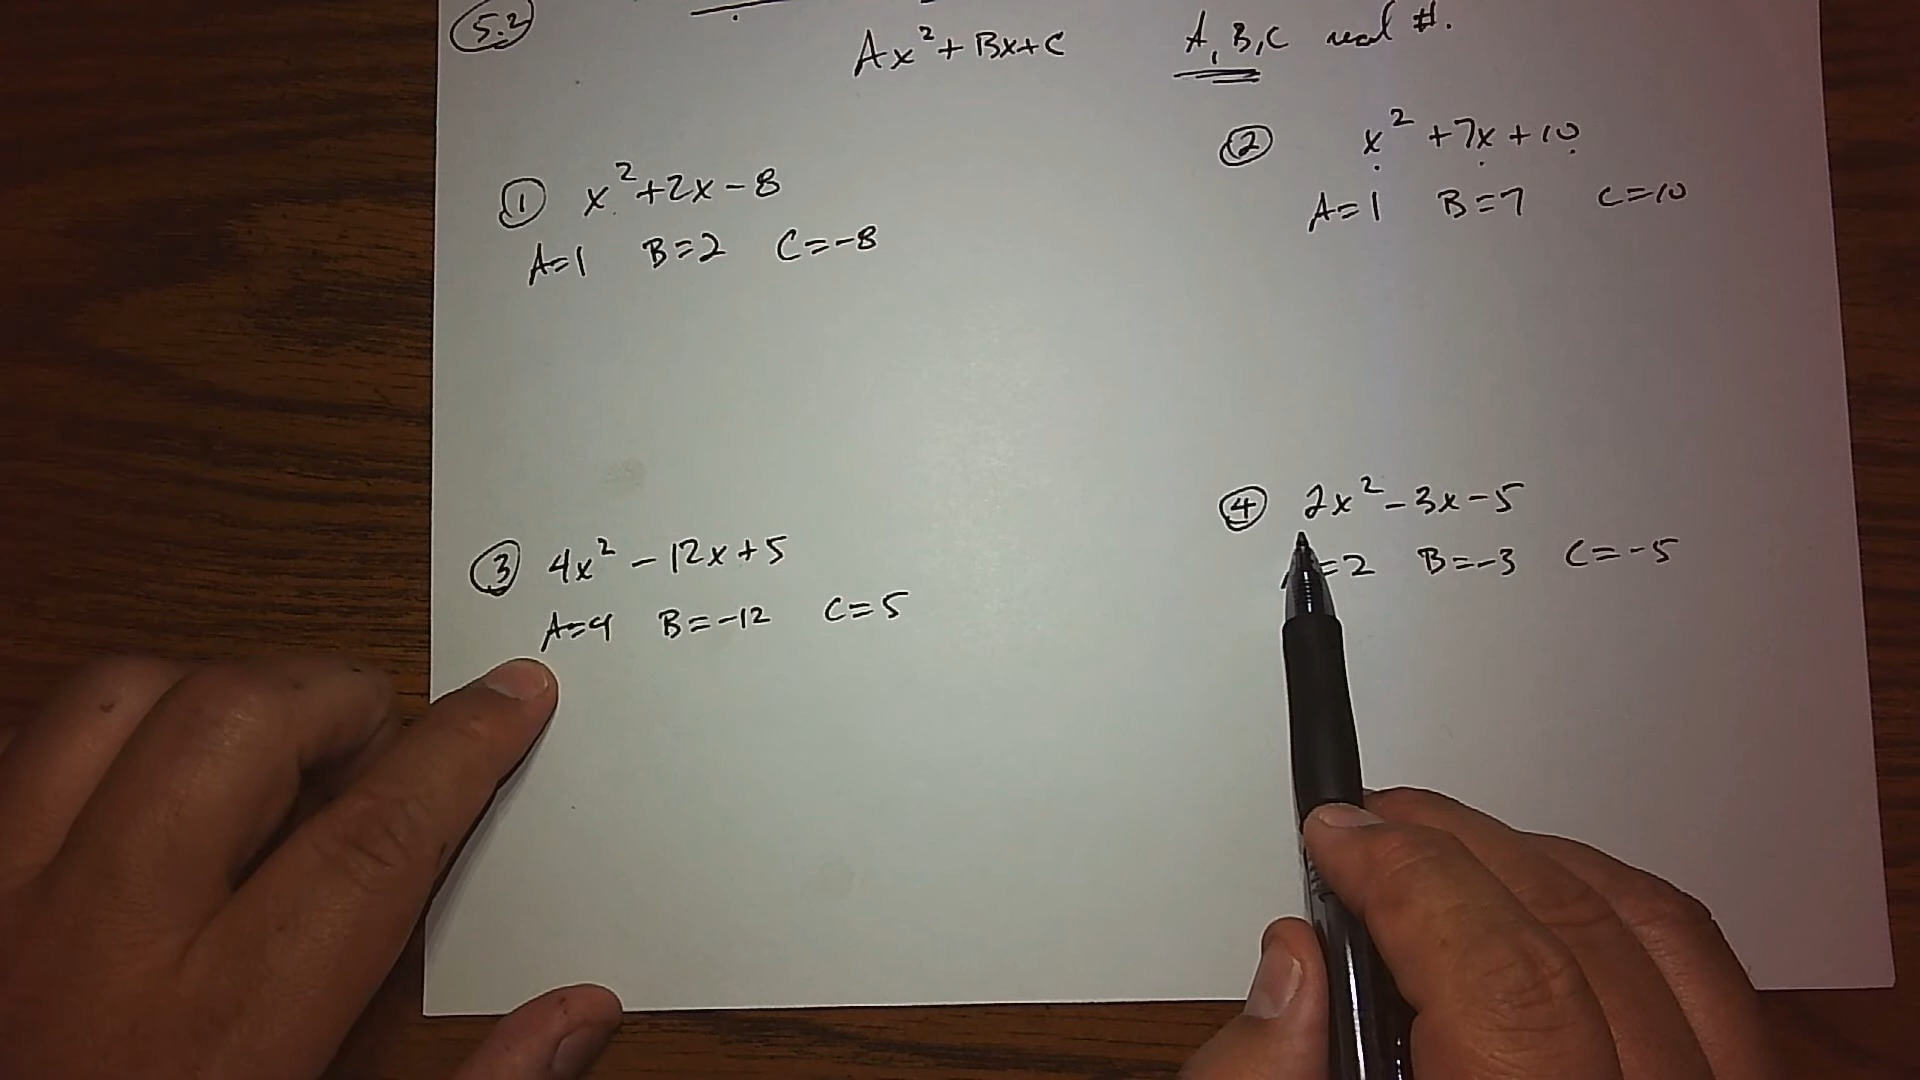 5.2
Ax² + Bx + C    A, B, C real #.
① x² + 2x - 8
A=1 B=2 C=-8
② x² + 7x + 10
A=1 B=7 C=10
③ 4x² - 12x + 5
A=4 B=-12 C=5
④ 2x² - 3x - 5
=2 B=-3 C=-5